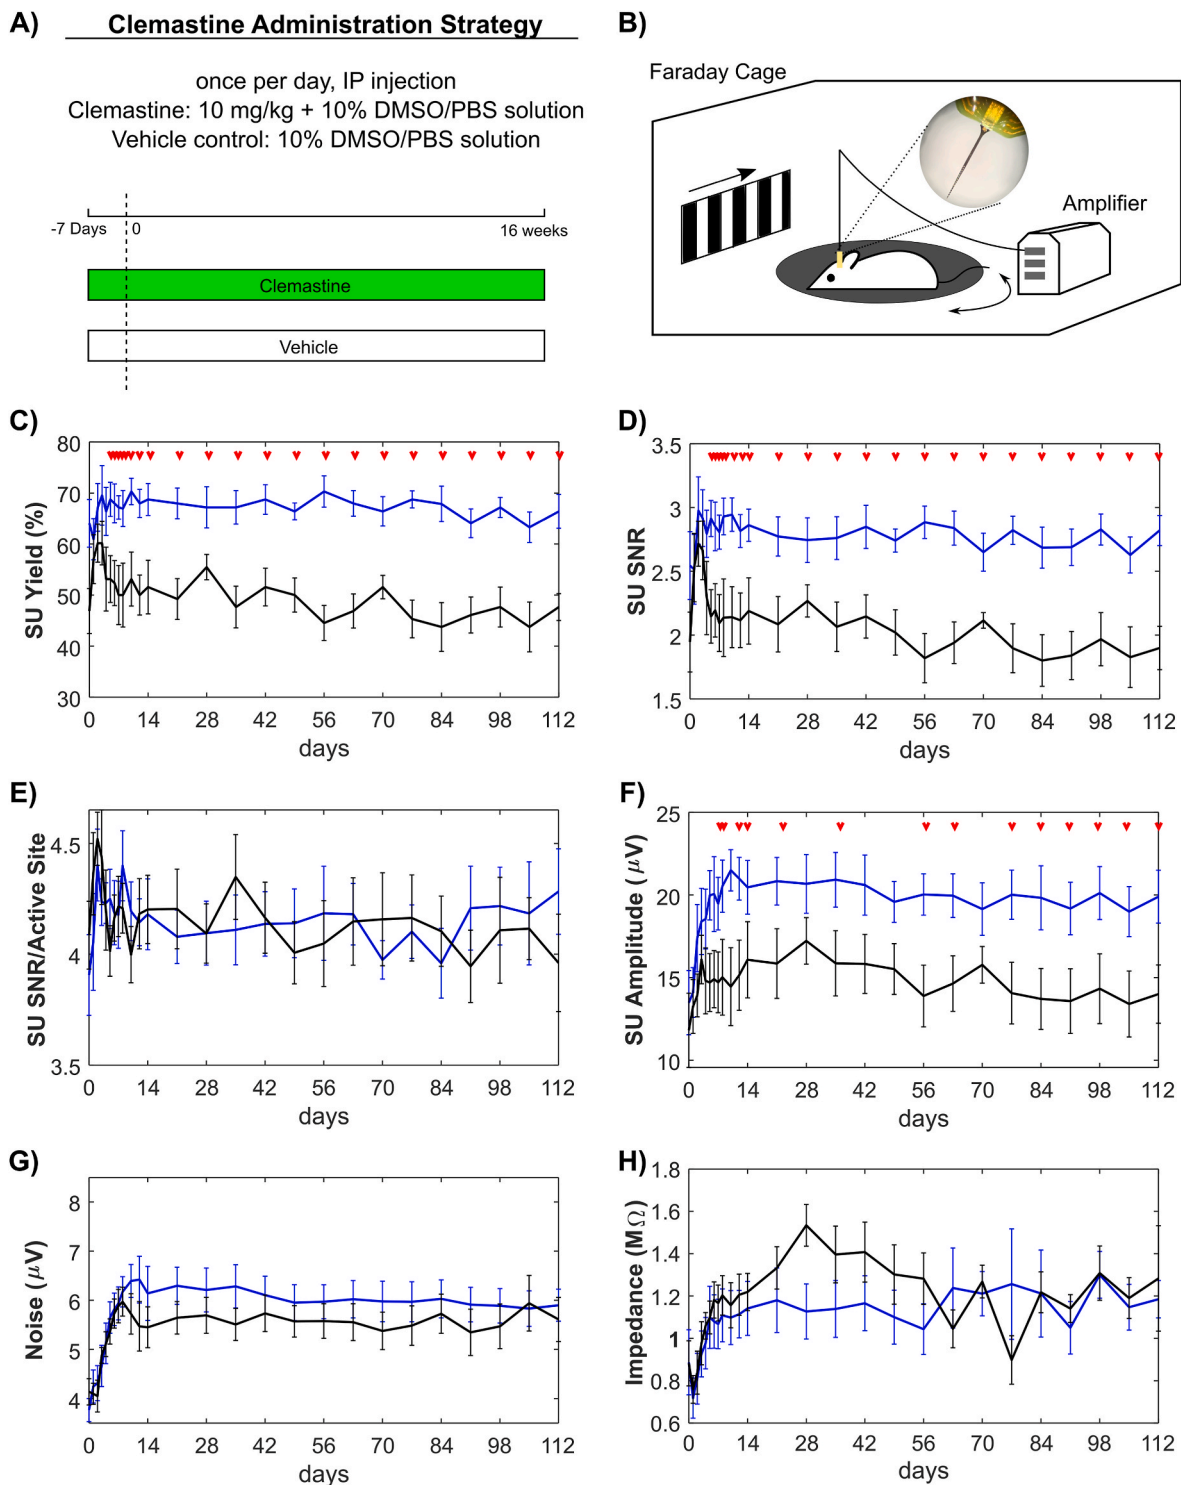 A)
Clemastine Administration Strategy
once per day, IP injection
Clemastine: 10 mg/kg + 10% DMSO/PBS solution
Vehicle control: 10% DMSO/PBS solution
-7 Days
0
16 weeks
Clemastine
Vehicle
B)
Faraday Cage
Amplifier
C)
80
70
60
50
40
30
SU Yield (%)
0 14 28 42 56 70 84 98 112
days
D)
3.5
3
2.5
2
1.5
SU SNR
0 14 28 42 56 70 84 98 112
days
E)
4.5
4
3.5
SU SNR/Active Site
0 14 28 42 56 70 84 98 112
days
F)
25
20
15
10
SU Amplitude (μV)
0 14 28 42 56 70 84 98 112
days
G)
8
7
6
5
4
Noise (μV)
0 14 28 42 56 70 84 98 112
days
H)
1.8
1.6
1.4
1.2
1
0.8
0.6
Impedance (MΩ)
0 14 28 42 56 70 84 98 112
days